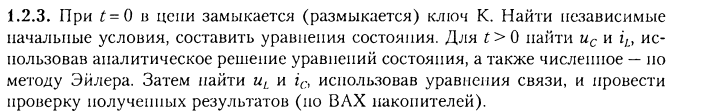 1.2.3. При t = 0 в цепи замыкается (размыкается) ключ К. Найти независимые
начальные условия, составить уравнения состояния. Для t > 0 найти u_C и i_L, ис-
пользовав аналитическое решение уравнений состояния, а также численное — по
методу Эйлера. Затем найти u_L и i_C, использовав уравнения связи, и провести
проверку полученных результатов (по ВАХ накопителей).